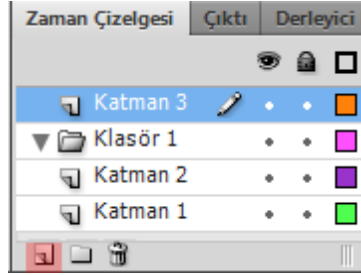 Zaman Çizelgesi Çıktı Derleyici
Katman 3
Klasör 1
Katman 2
Katman 1